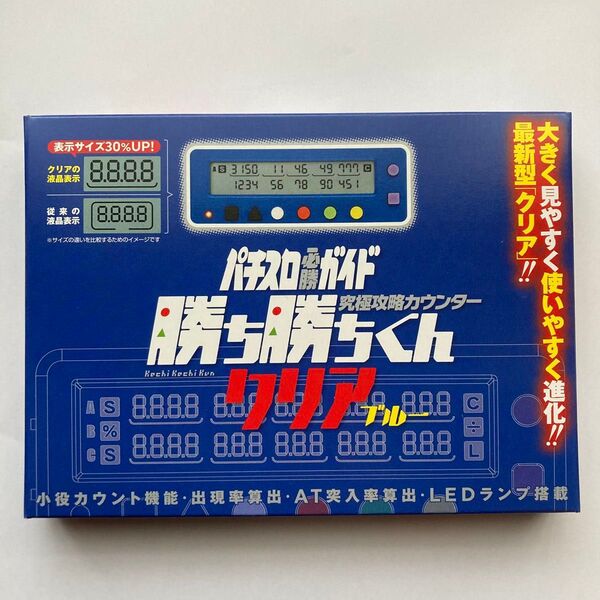 表示サイズ30%UP!
クリアの
液晶表示
8.8.8.8
従来の
液晶表示
8.8.8.8
※サイズの違いを比較するためのイメージです
A S 3150 11 46 49 777 C
1234 56 78 90 451
大きく見やすく使いやすく進化!!
最新型「クリア」!!
パチスロ必勝ガイド
究極攻略カウンター
勝ち勝ちくん
Kachi Kachi Kun
クリア
ブルー
A S 8.8.8.8 8.8.8 8.8.8 8.8.8 8.8.8 C
B % ÷
C S 8.8.8.8 8.8.8 8.8.8 8.8.8 8.8.8 L
小役カウント機能・出現率算出・AT突入率算出・LEDランプ搭載